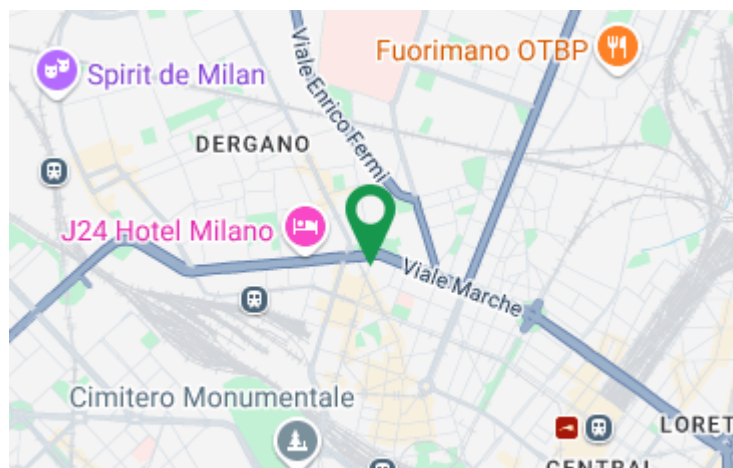 Fuorimano OTBP
Spirit de Milan
Viale Enrico Fermi
DERGANO
J24 Hotel Milano
Viale Marche
Cimitero Monumentale
LORET
CENTRAL